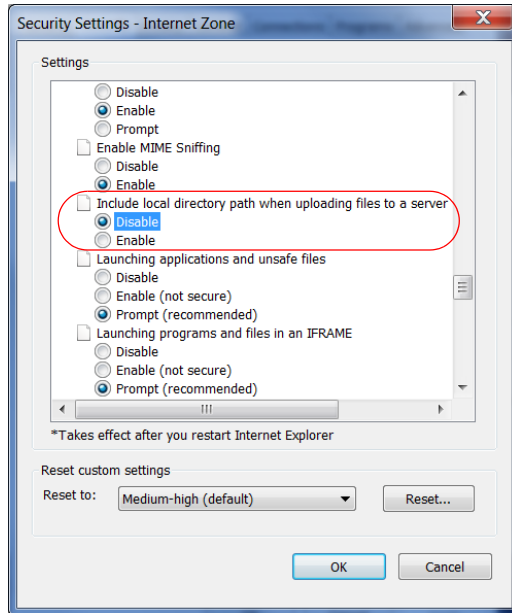 Security Settings - Internet Zone
Settings
Disable
Enable
Prompt
Enable MIME Sniffing
Disable
Enable
Include local directory path when uploading files to a server
Disable
Enable
Launching applications and unsafe files
Disable
Enable (not secure)
Prompt (recommended)
Launching programs and files in an IFRAME
Disable
Enable (not secure)
Prompt (recommended)
*Takes effect after you restart Internet Explorer
Reset custom settings
Reset to: Medium-high (default) Reset...
OK Cancel